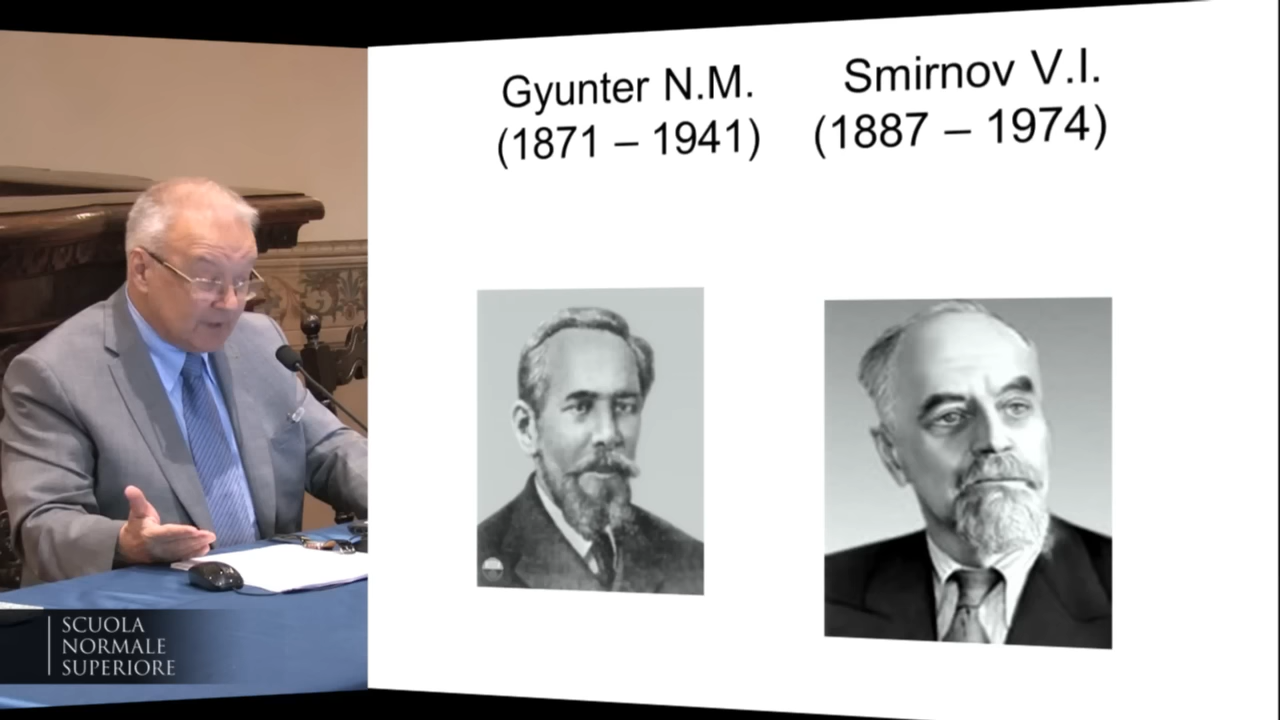 Gyunter N.M.
(1871 – 1941)
Smirnov V.I.
(1887 – 1974)
SCUOLA
NORMALE
SUPERIORE